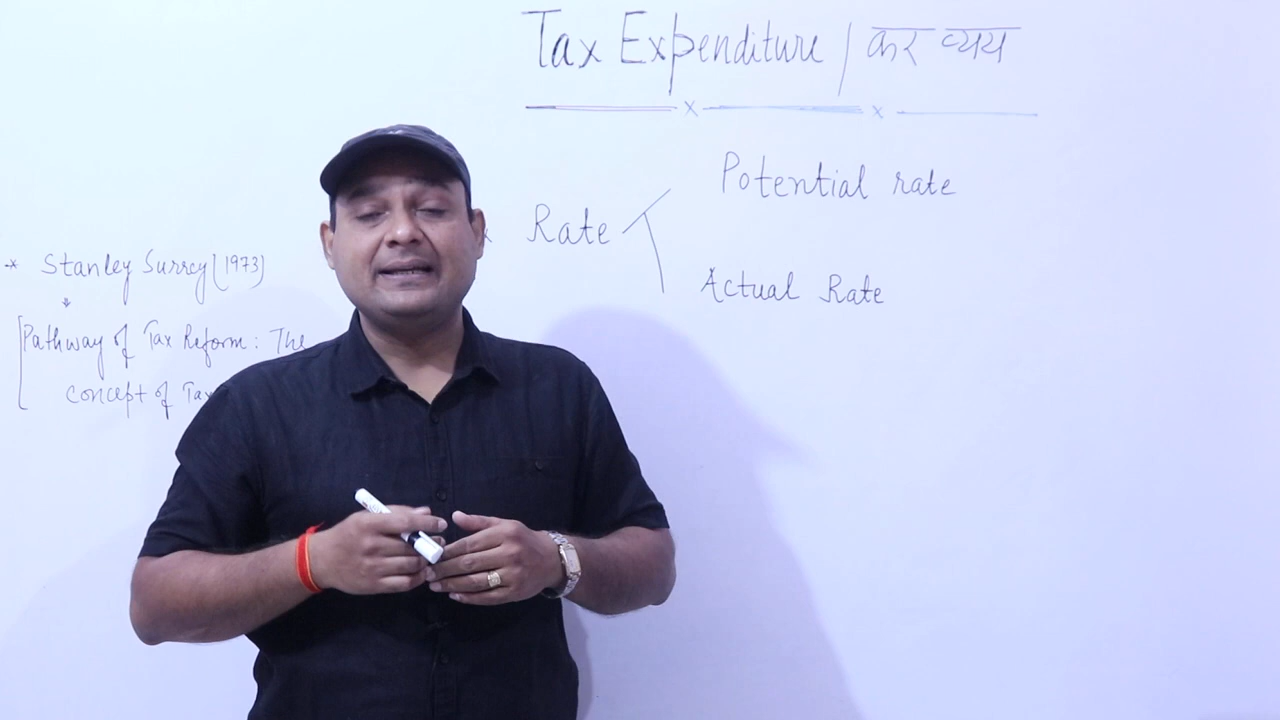 Tax Expenditure / कर व्यय
x x
Rate
Potential rate
Actual Rate
* Stanley Surrey (1973)
[Pathway of Tax Reform: The
concept of Tax